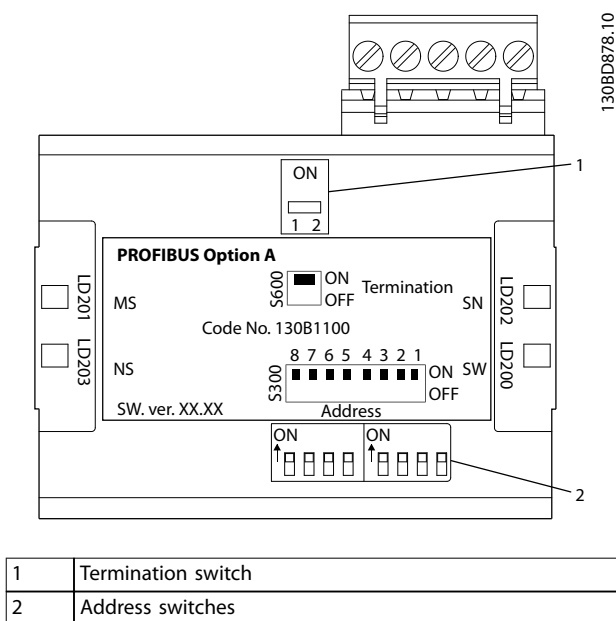 130BD878.10
ON
1
1 2
PROFIBUS Option A
LD201
MS
S600
ON
OFF
Termination
SN
LD202
Code No. 130B1100
LD203
NS
8 7 6 5 4 3 2 1
S300
ON
OFF
SW
LD200
SW. ver. XX.XX
Address
ON
ON
2
1 Termination switch
2 Address switches